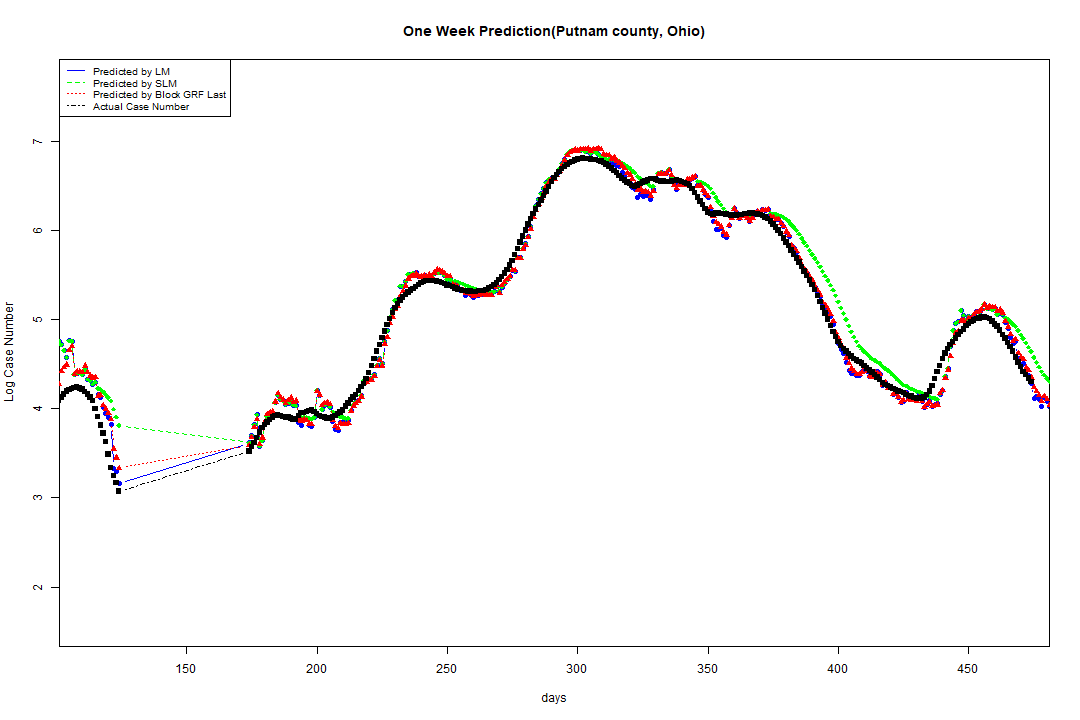 One Week Prediction(Putnam county, Ohio)
Predicted by LM
Predicted by SLM
Predicted by Block GRF Last
Actual Case Number
Log Case Number
7
6
5
4
3
2
150 200 250 300 350 400 450
days